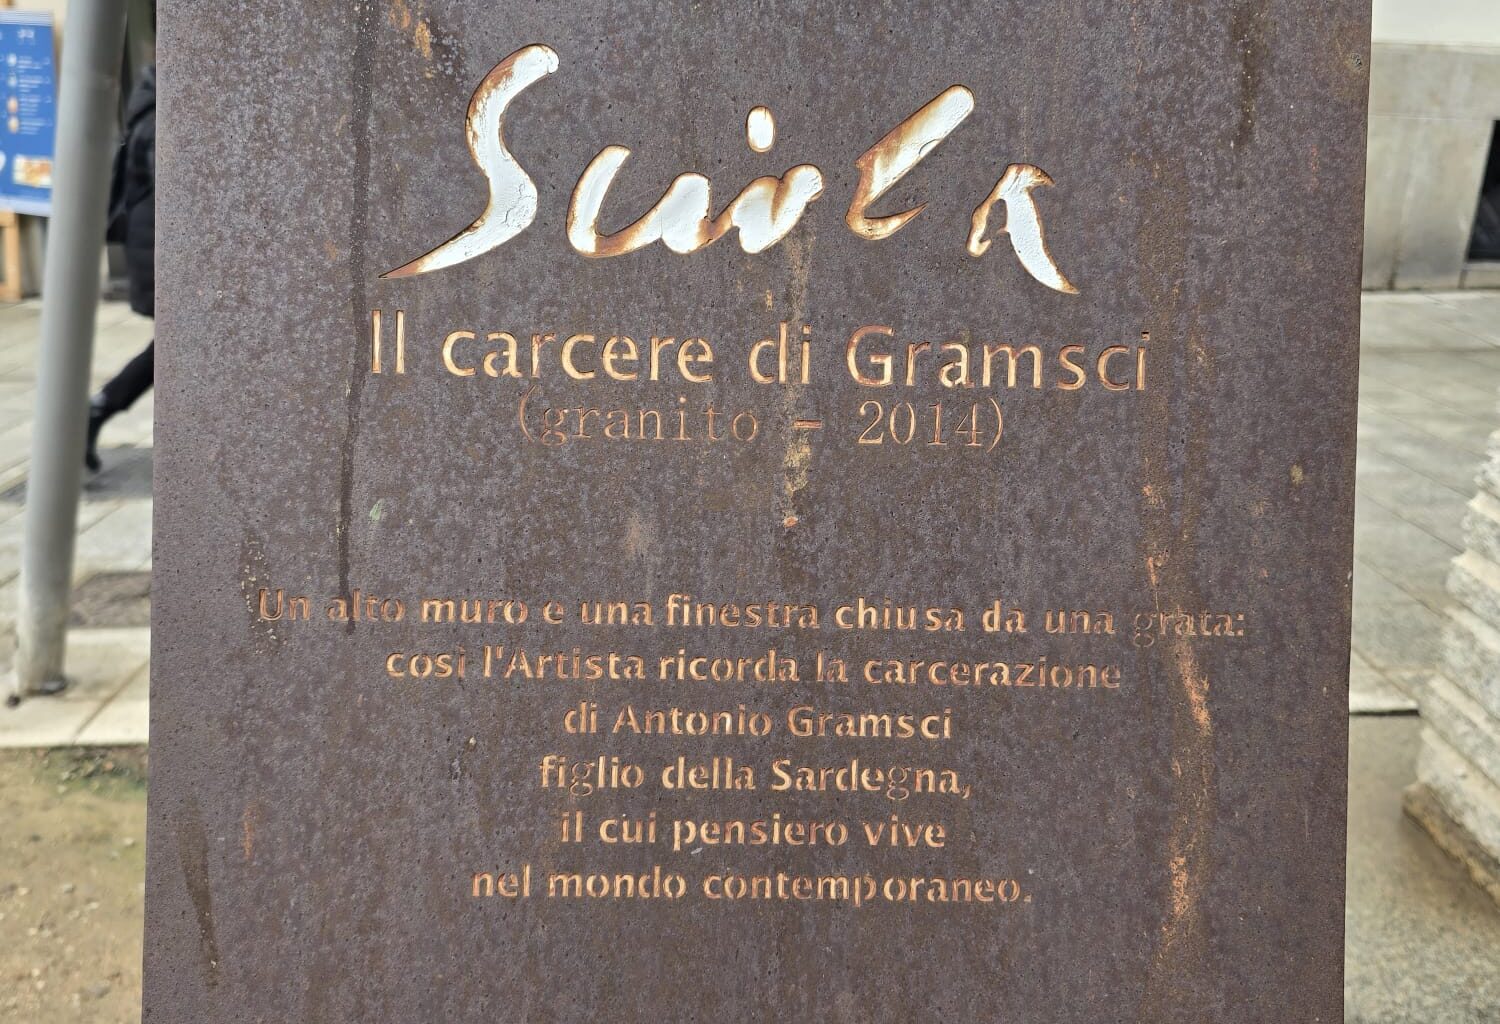 Sciola
Il carcere di Gramsci
(granito - 2014)
Un alto muro e una finestra chiusa da una grata:
così l'Artista ricorda la carcerazione
di Antonio Gramsci
figlio della Sardegna,
il cui pensiero vive
nel mondo contemporaneo.